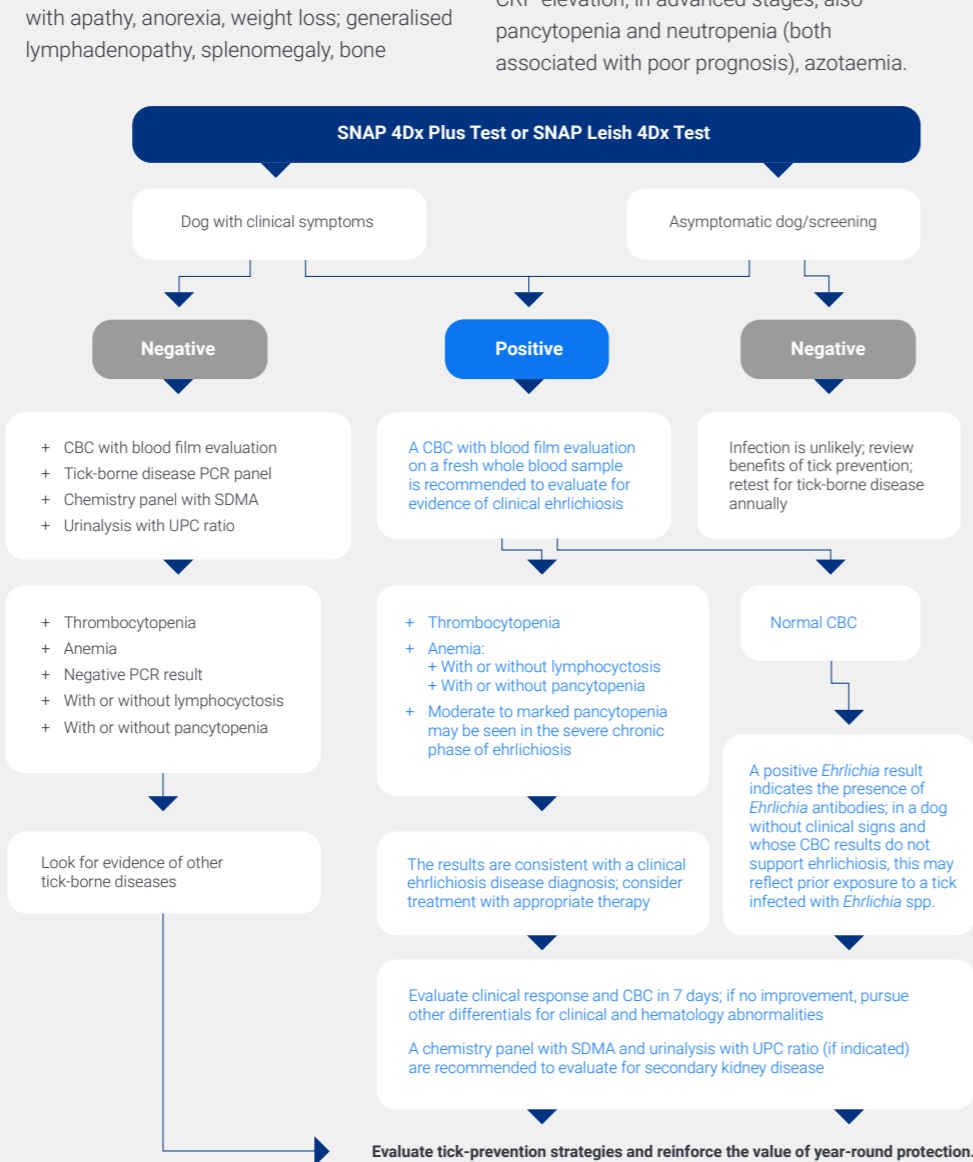 with apathy, anorexia, weight loss; generalised
lymphadenopathy, splenomegaly, bone
CRP elevation; in advanced stages, also
pancytopenia and neutropenia (both
associated with poor prognosis), azotaemia.
SNAP 4Dx Plus Test or SNAP Leish 4Dx Test
Dog with clinical symptoms
Asymptomatic dog/screening
Negative
Positive
Negative
+ CBC with blood film evaluation
+ Tick-borne disease PCR panel
+ Chemistry panel with SDMA
+ Urinalysis with UPC ratio
A CBC with blood film evaluation
on a fresh whole blood sample
is recommended to evaluate for
evidence of clinical ehrlichiosis
Infection is unlikely; review
benefits of tick prevention;
retest for tick-borne disease
annually
+ Thrombocytopenia
+ Anemia
+ Negative PCR result
+ With or without lymphocyctosis
+ With or without pancytopenia
+ Thrombocytopenia
+ Anemia:
+ With or without lymphocyctosis
+ With or without pancytopenia
+ Moderate to marked pancytopenia
may be seen in the severe chronic
phase of ehrlichiosis
Normal CBC
Look for evidence of other
tick-borne diseases
The results are consistent with a clinical
ehrlichiosis disease diagnosis; consider
treatment with appropriate therapy
A positive Ehrlichia result
indicates the presence of
Ehrlichia antibodies; in a dog
without clinical signs and
whose CBC results do not
support ehrlichiosis, this may
reflect prior exposure to a tick
infected with Ehrlichia spp.
Evaluate clinical response and CBC in 7 days; if no improvement, pursue
other differentials for clinical and hematology abnormalities
A chemistry panel with SDMA and urinalysis with UPC ratio (if indicated)
are recommended to evaluate for secondary kidney disease
Evaluate tick-prevention strategies and reinforce the value of year-round protection.